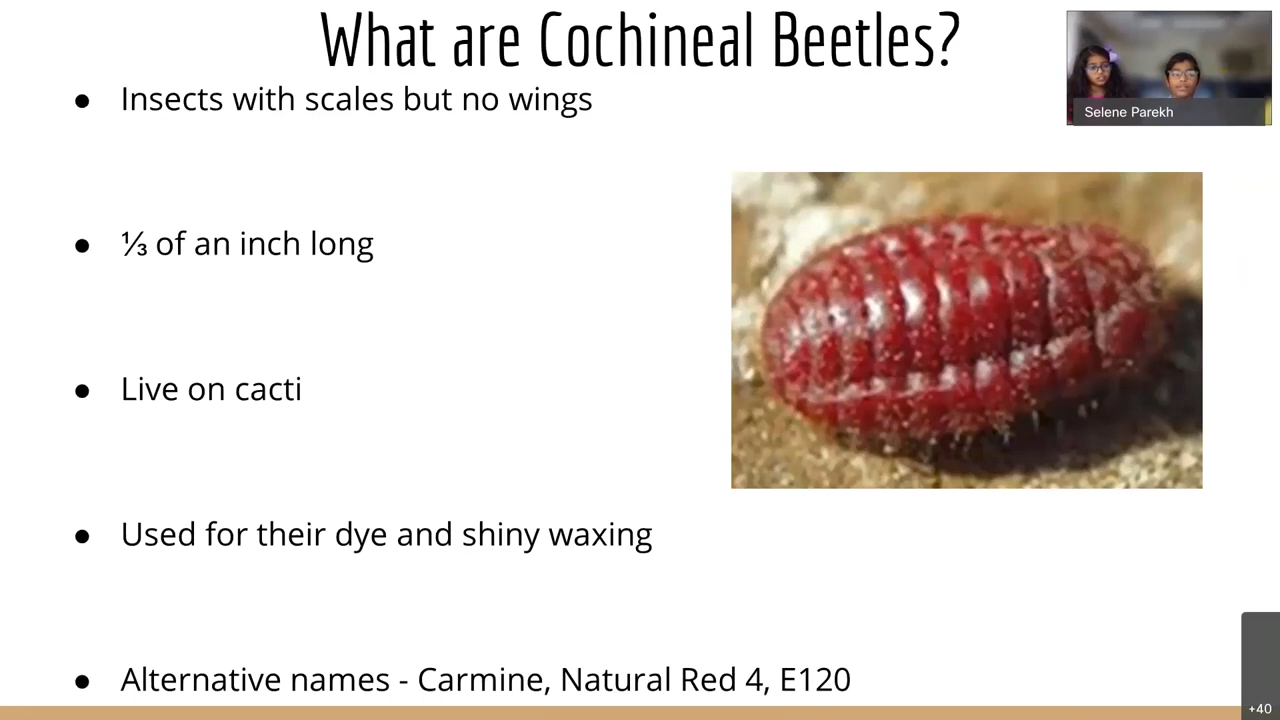 What are Cochineal Beetles?
Selene Parekh
● Insects with scales but no wings
● ⅓ of an inch long
● Live on cacti
● Used for their dye and shiny waxing
● Alternative names - Carmine, Natural Red 4, E120
+40